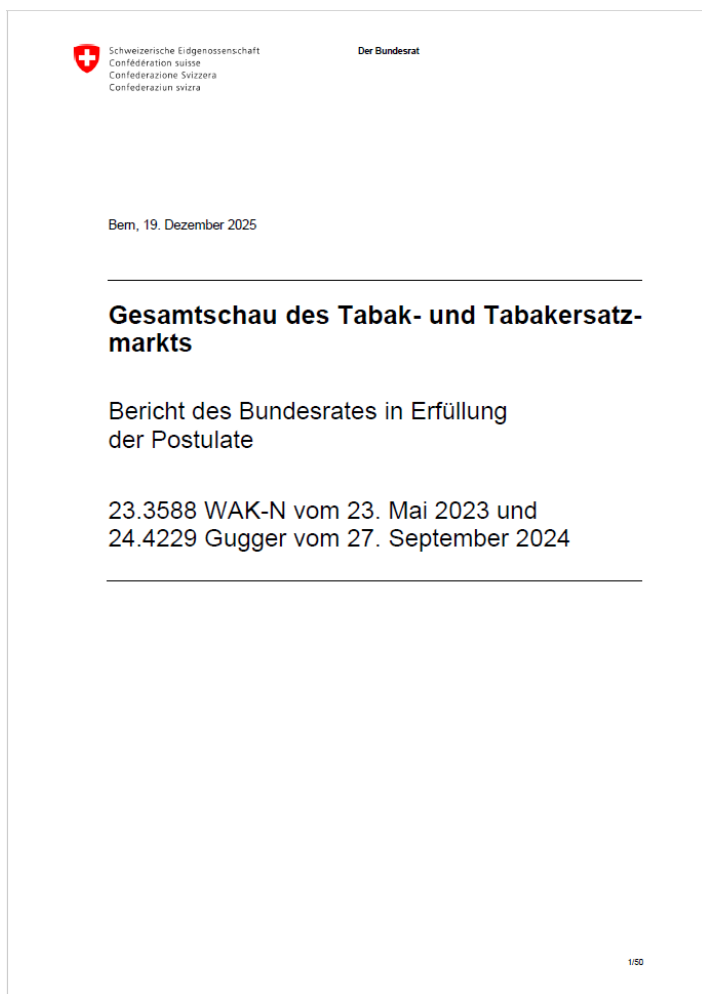 Schweizerische Eidgenossenschaft
Confédération suisse
Confederazione Svizzera
Confederaziun svizra
Der Bundesrat
Bern, 19. Dezember 2025
Gesamtschau des Tabak- und Tabakersatz-
markts
Bericht des Bundesrates in Erfüllung
der Postulate
23.3588 WAK-N vom 23. Mai 2023 und
24.4229 Gugger vom 27. September 2024
1/50